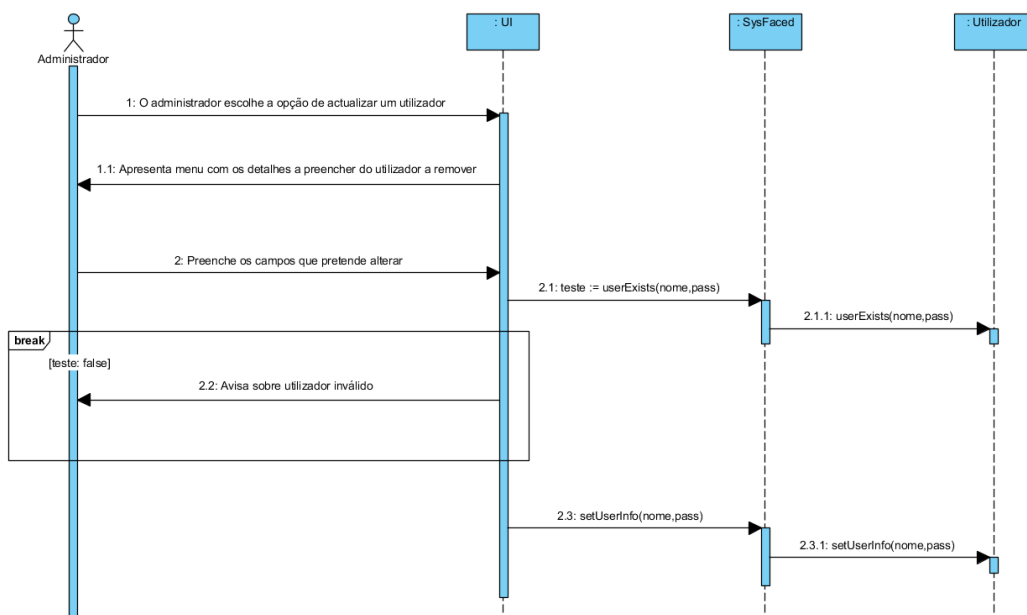 : UI
: SysFaced
: Utilizador
Administrador
1: O administrador escolhe a opção de actualizar um utilizador
1.1: Apresenta menu com os detalhes a preencher do utilizador a remover
2: Preenche os campos que pretende alterar
2.1: teste := userExists(nome,pass)
2.1.1: userExists(nome,pass)
break
[teste: false]
2.2: Avisa sobre utilizador inválido
2.3: setUserInfo(nome,pass)
2.3.1: setUserInfo(nome,pass)